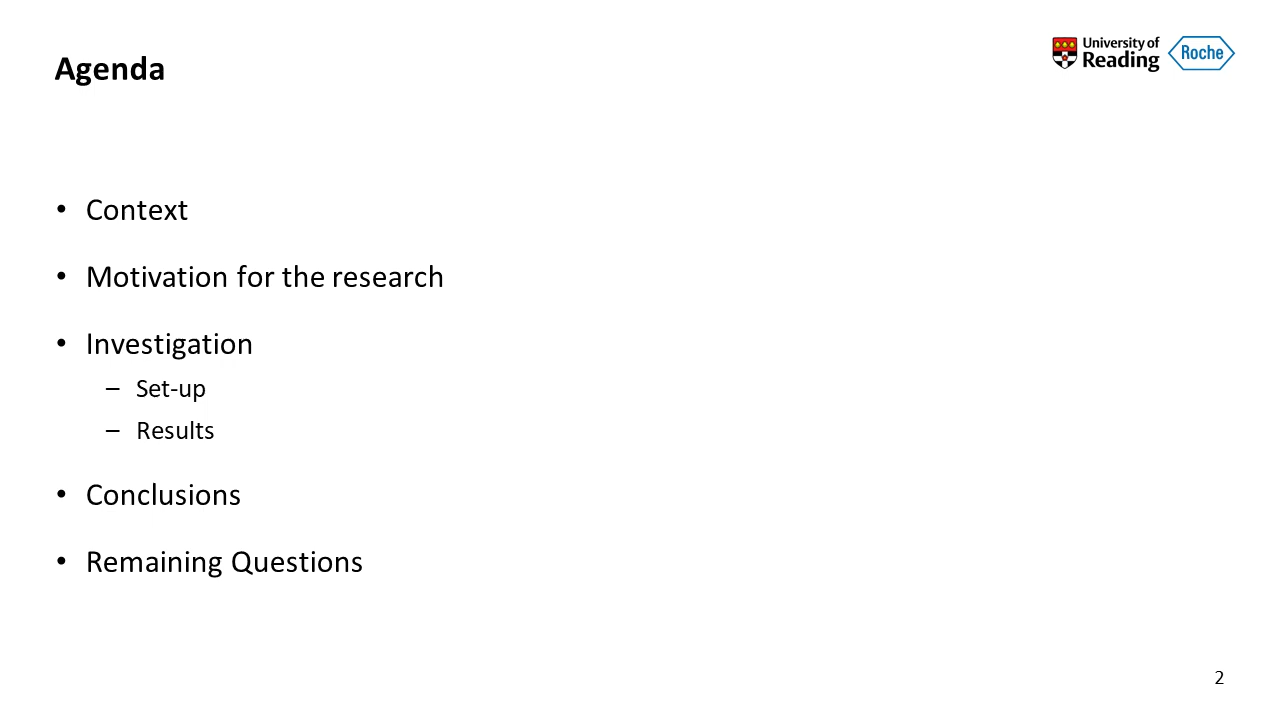 Agenda
University of
Reading
Roche
• Context
• Motivation for the research
• Investigation
– Set-up
– Results
• Conclusions
• Remaining Questions
2